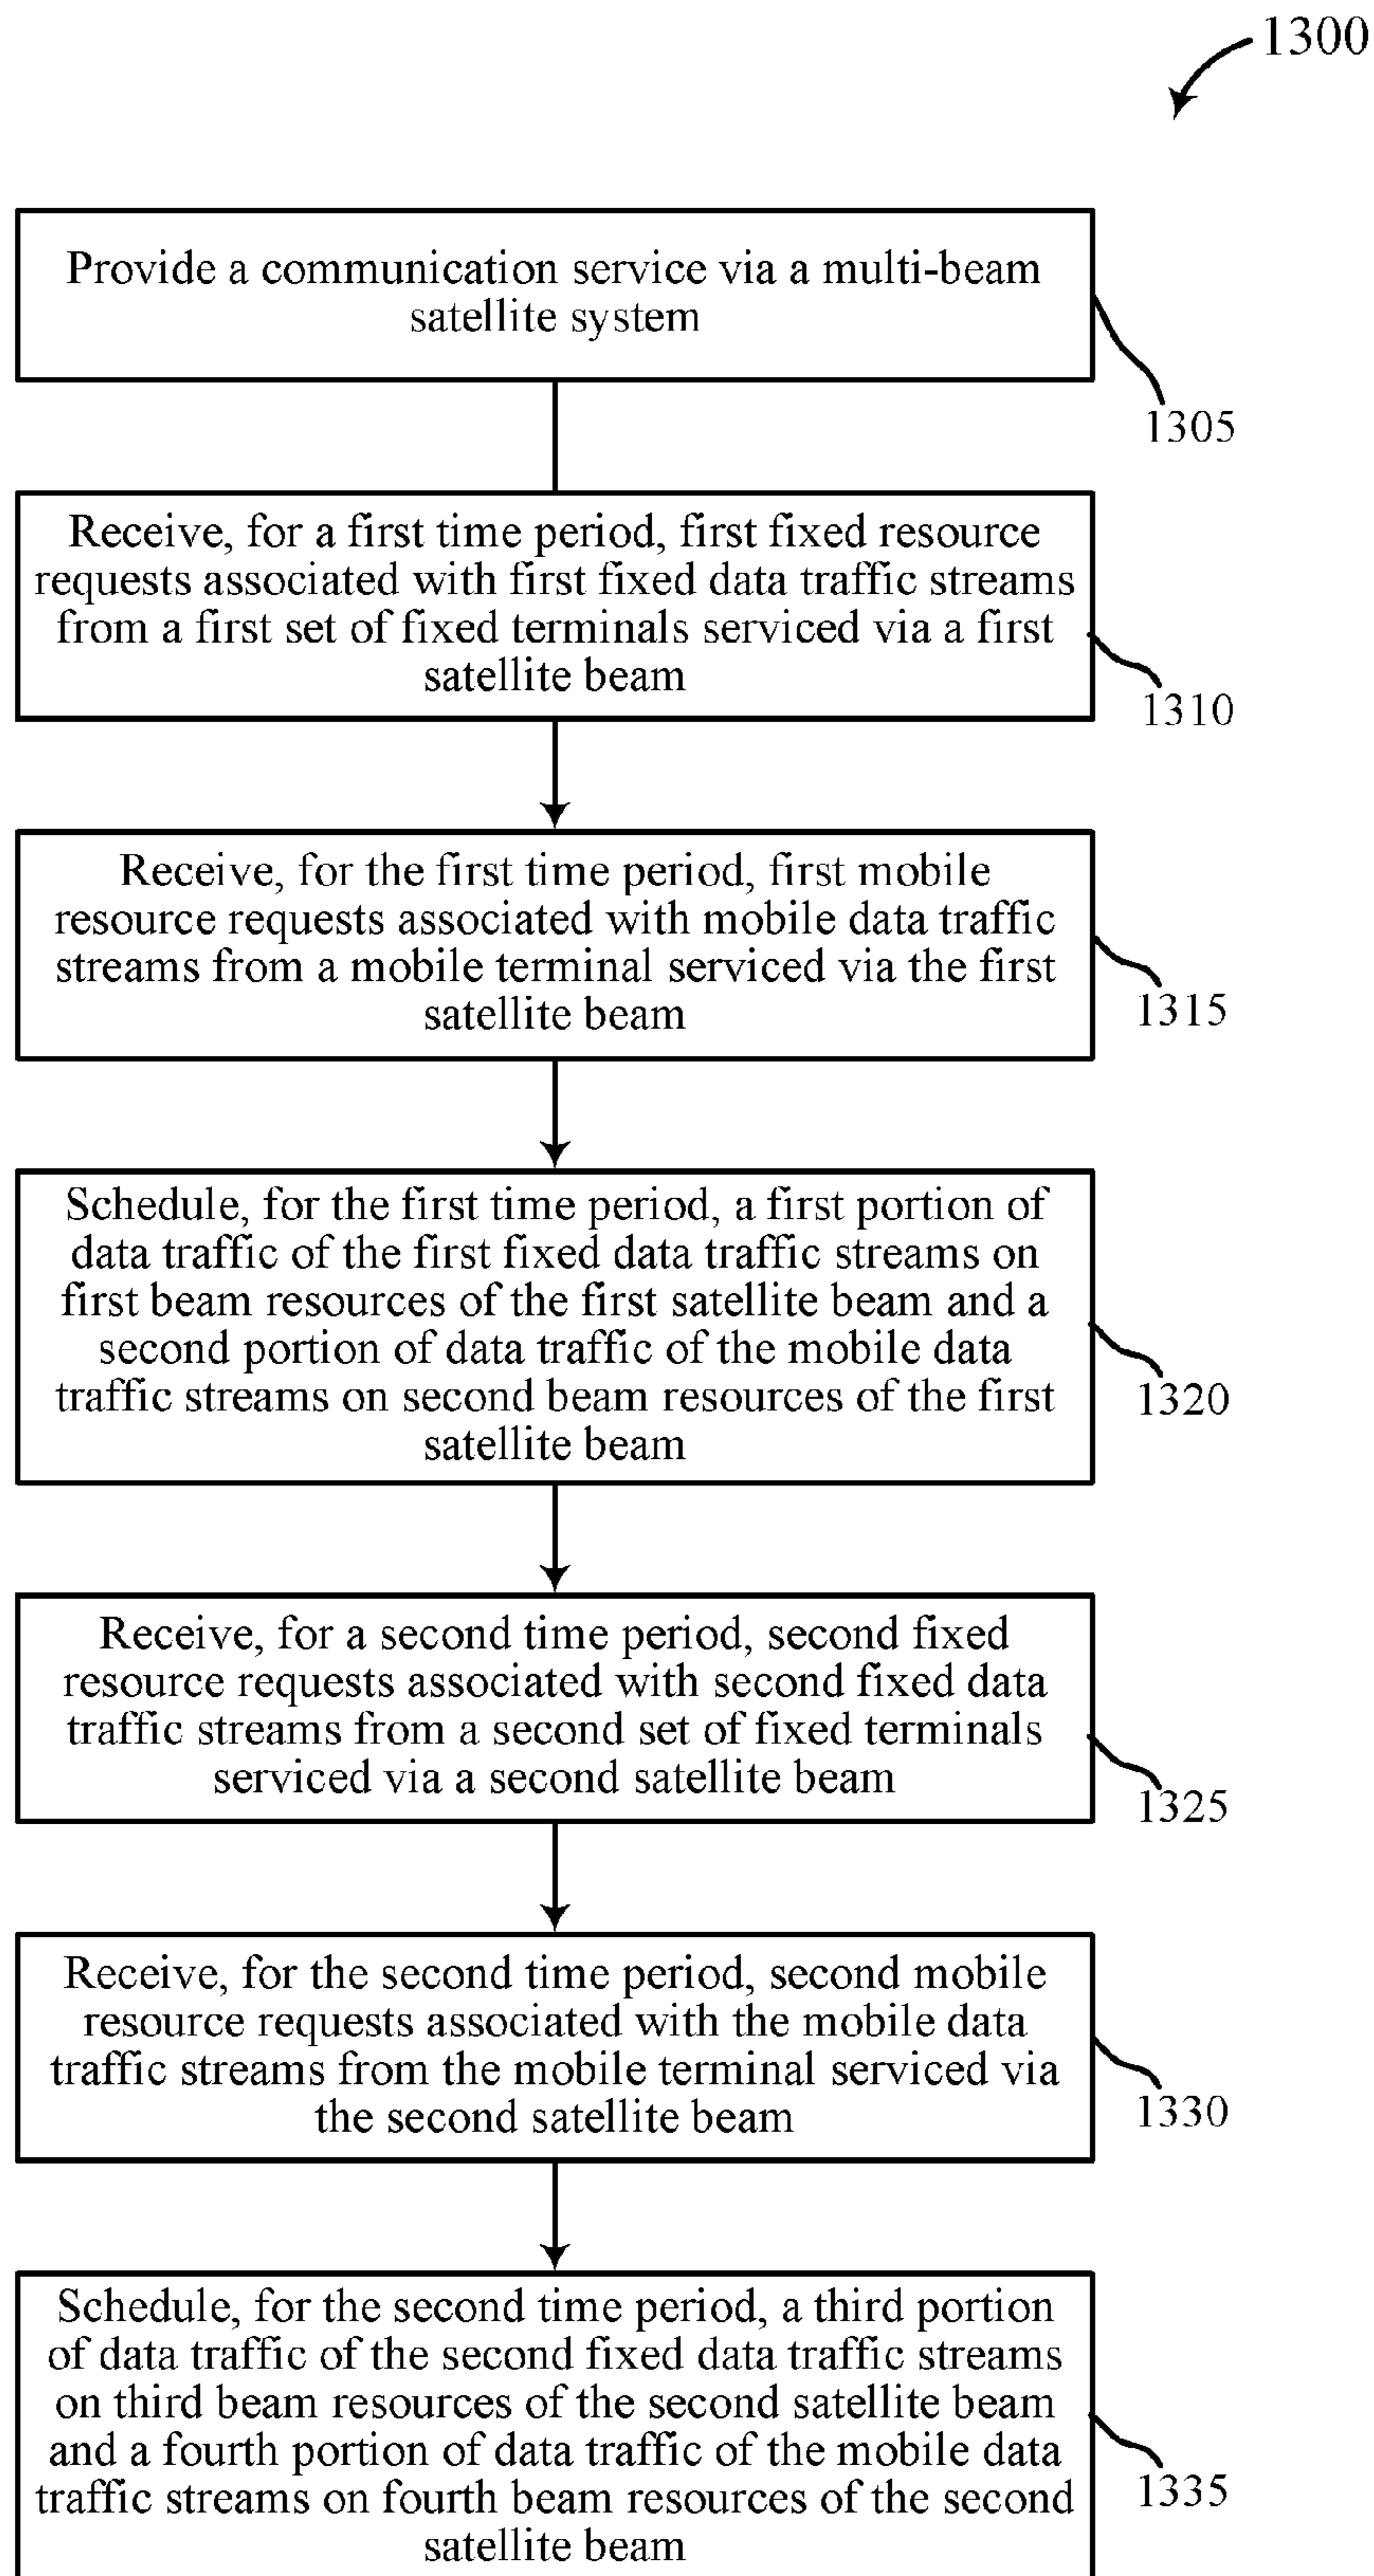 1300
Provide a communication service via a multi-beam
satellite system
1305
Receive, for a first time period, first fixed resource
requests associated with first fixed data traffic streams
from a first set of fixed terminals serviced via a first
satellite beam
1310
Receive, for the first time period, first mobile
resource requests associated with mobile data traffic
streams from a mobile terminal serviced via the first
satellite beam
1315
Schedule, for the first time period, a first portion of
data traffic of the first fixed data traffic streams on
first beam resources of the first satellite beam and a
second portion of data traffic of the mobile data
traffic streams on second beam resources of the first
satellite beam
1320
Receive, for a second time period, second fixed
resource requests associated with second fixed data
traffic streams from a second set of fixed terminals
serviced via a second satellite beam
1325
Receive, for the second time period, second mobile
resource requests associated with the mobile data
traffic streams from the mobile terminal serviced via
the second satellite beam
1330
Schedule, for the second time period, a third portion
of data traffic of the second fixed data traffic streams
on third beam resources of the second satellite beam
and a fourth portion of data traffic of the mobile data
traffic streams on fourth beam resources of the second
satellite beam
1335